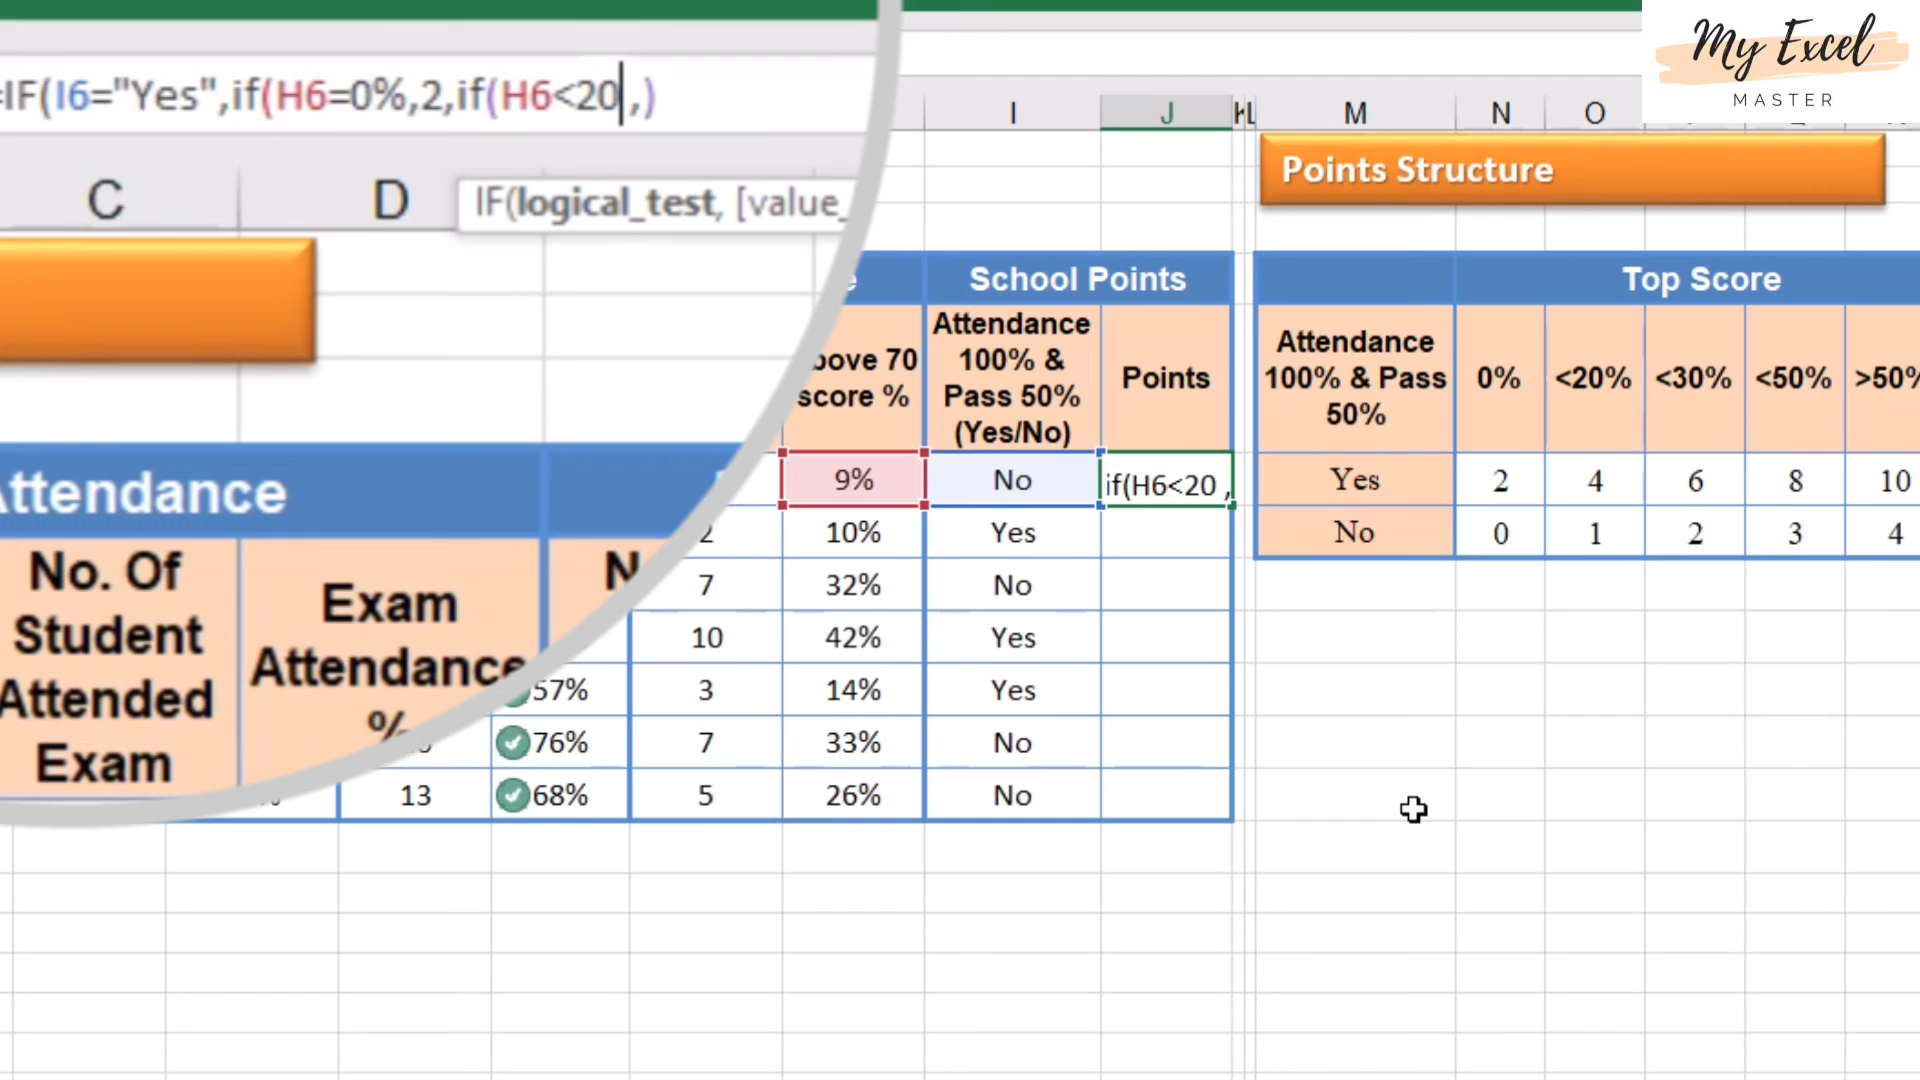 My Excel
MASTER
=IF(I6="Yes",if(H6=0%,2,if(H6<20 ,)
IF(logical_test, [value_
C D
I J K L M N O
Points Structure
Attendance
School Points
Top Score
No. Of
Student
Attended
Exam
Exam
Attendance
%
score %
Attendance
100% &
Pass 50%
(Yes/No)
Points
Attendance
100% & Pass
50%
0% <20% <30% <50% >50%
9% No if(H6<20 ,
2 10% Yes
7 32% No
10 42% Yes
57% 3 14% Yes
76% 7 33% No
13 68% 5 26% No
Yes 2 4 6 8 10
No 0 1 2 3 4